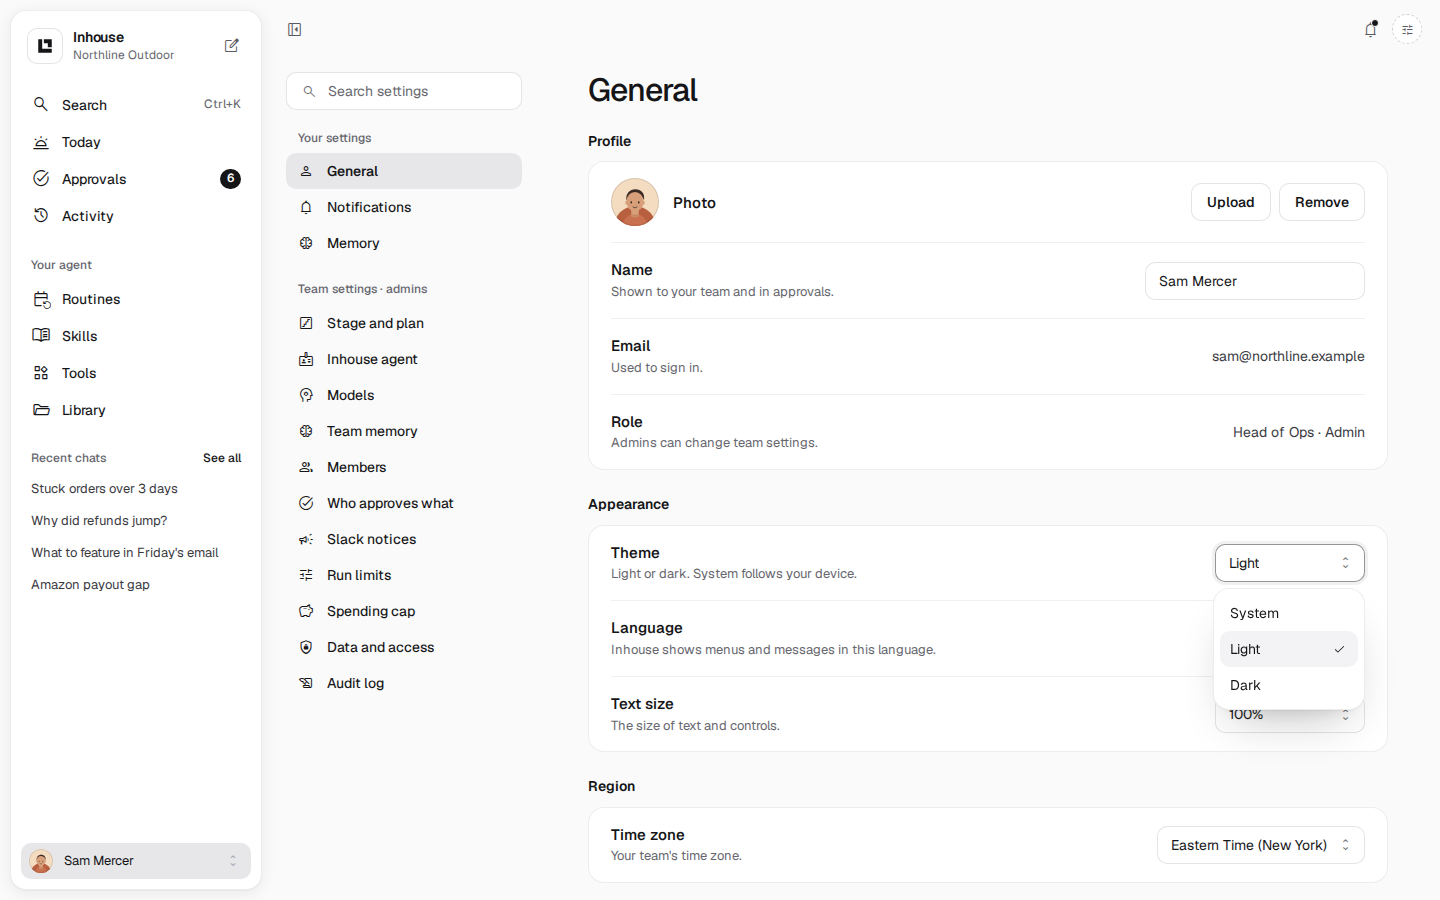 Inhouse
Northline Outdoor
Search Ctrl+K
Today
Approvals 6
Activity
Your agent
Routines
Skills
Tools
Library
Recent chats See all
Stuck orders over 3 days
Why did refunds jump?
What to feature in Friday's email
Amazon payout gap
Sam Mercer
Search settings
Your settings
General
Notifications
Memory
Team settings · admins
Stage and plan
Inhouse agent
Models
Team memory
Members
Who approves what
Slack notices
Run limits
Spending cap
Data and access
Audit log
General
Profile
Photo Upload Remove
Name
Shown to your team and in approvals.
Sam Mercer
Email
Used to sign in.
sam@northline.example
Role
Admins can change team settings.
Head of Ops · Admin
Appearance
Theme
Light or dark. System follows your device.
Light
System
Light
Dark
Language
Inhouse shows menus and messages in this language.
Text size
The size of text and controls.
100%
Region
Time zone
Your team's time zone.
Eastern Time (New York)